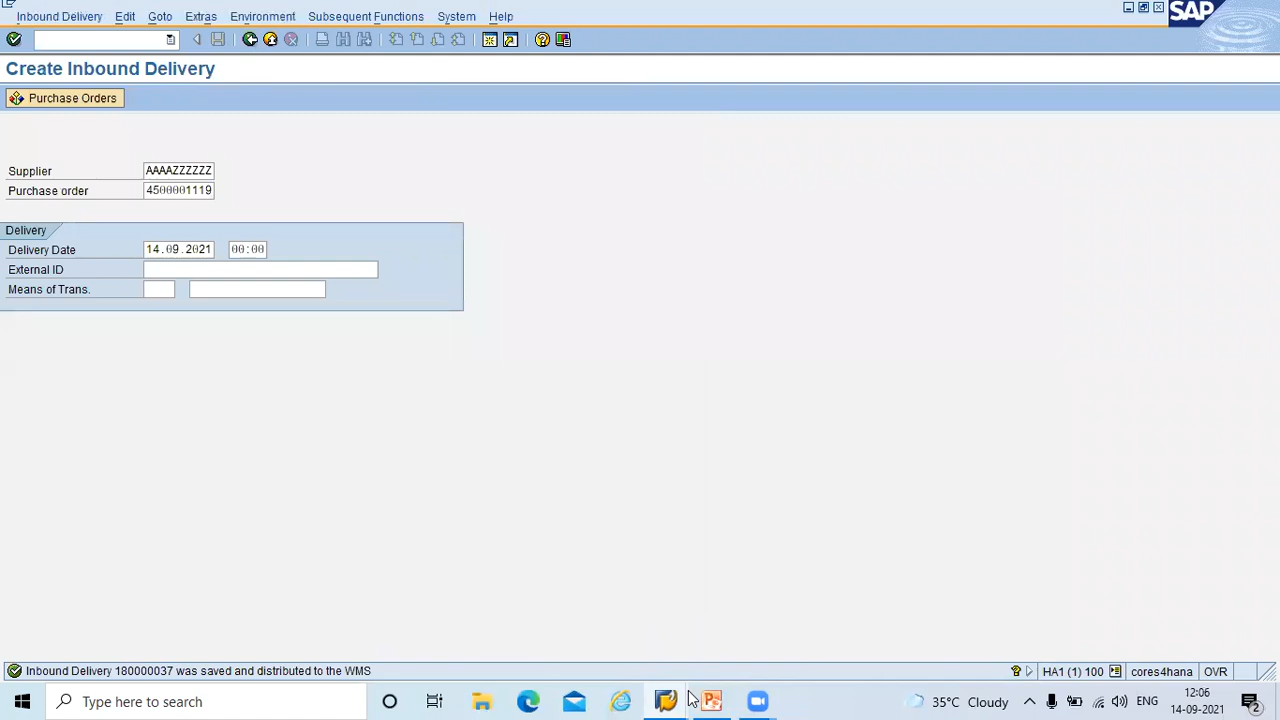 Inbound Delivery Edit Goto Extras Environment Subsequent Functions System Help
SAP
Create Inbound Delivery
Purchase Orders
Supplier AAAAZZZZZZ
Purchase order 4500001119
Delivery
Delivery Date 14.09.2021 00:00
External ID
Means of Trans.
Inbound Delivery 180000037 was saved and distributed to the WMS
HA1 (1) 100 cores4hana OVR
Type here to search
35°C Cloudy
ENG
12:06
14-09-2021
2